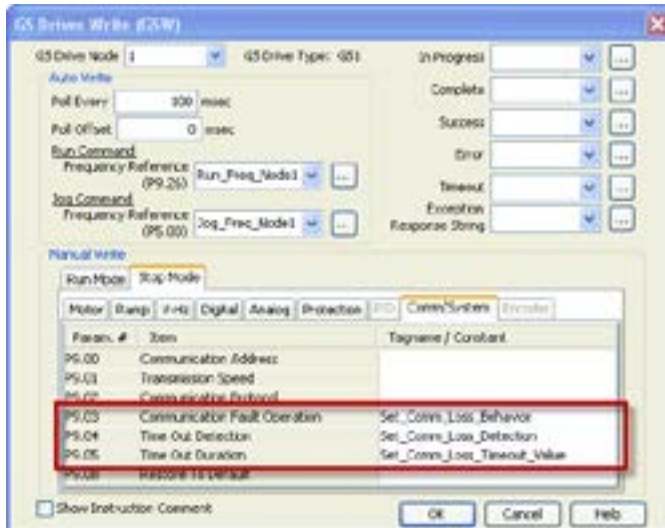 GS Drives Write (GSW)
GS Drive Node 1 GS Drive Type: GS1
Auto Write
Poll Every 100 msec
Poll Offset 0 msec
Run Command
Frequency Reference (P9.26) Run_Freq_Node1 ...
Jog Command
Frequency Reference (P5.00) Jog_Freq_Node1 ...
In Progress ...
Complete ...
Success ...
Error ...
Timeout ...
Exception Response String ...
Manual Write
Run Mode Stop Mode
Motor Ramp V-Hz Digital Analog Protection PID Comm/System Encoder
Param. # Item Tagname / Constant
P9.00 Communication Address
P9.01 Transmission Speed
P9.02 Communication Protocol
P9.03 Communication Fault Operation Set_Comm_Loss_Behavior
P9.04 Time Out Detection Set_Comm_Loss_Detection
P9.05 Time Out Duration Set_Comm_Loss_Timeout_Value
P9.08 Restore To Default
Show Instruction Comment OK Cancel Help